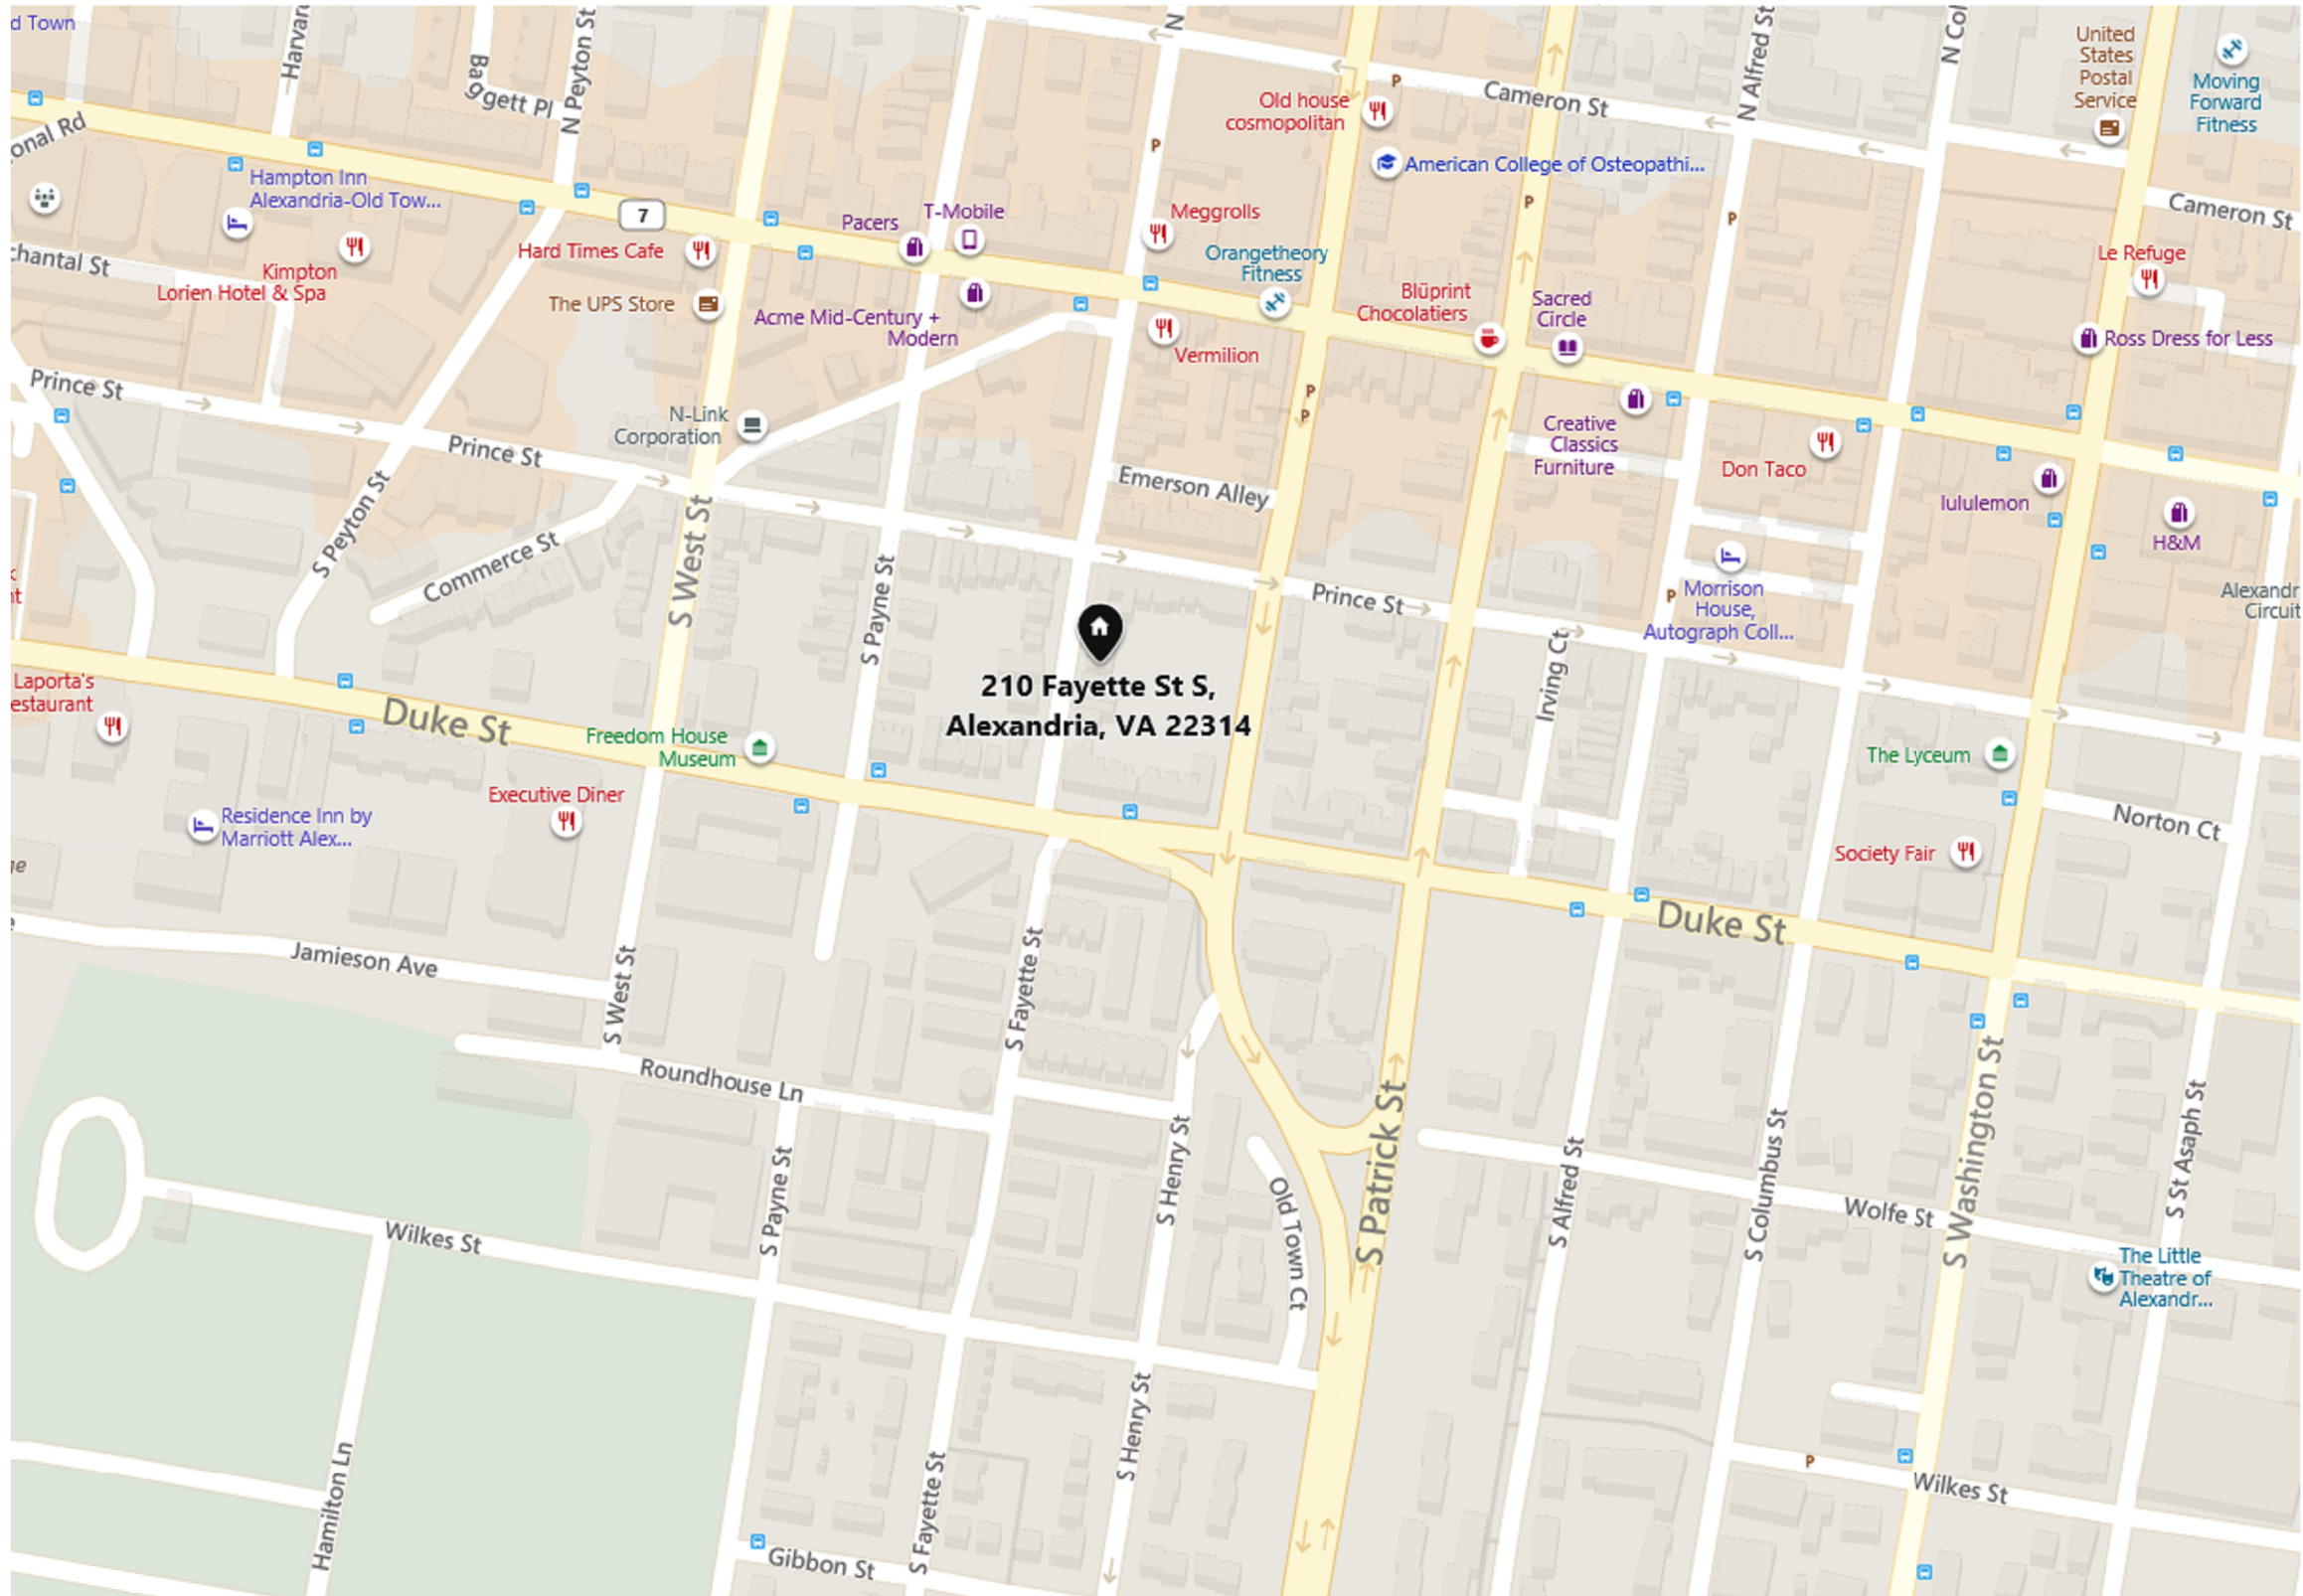 d Town
Harvar
Baggett Pl
N Peyton St
N
N Alfred St
N Col
United
States
Postal
Service
Moving
Forward
Fitness
Old house
cosmopolitan
P
Cameron St
onal Rd
P
American College of Osteopathi...
Hampton Inn
Alexandria-Old Tow...
7
Pacers
T-Mobile
Meggrolls
P
P
Cameron St
Hard Times Cafe
Orangetheory
Fitness
Le Refuge
chantal St
Kimpton
Lorien Hotel & Spa
The UPS Store
Acme Mid-Century +
Modern
Blüprint
Chocolatiers
Sacred
Circle
Ross Dress for Less
Vermilion
Prince St
P
P
N-Link
Corporation
Creative
Classics
Furniture
Don Taco
Prince St
Emerson Alley
lululemon
H&M
S Peyton St
Commerce St
S West St
S Payne St
Prince St
P
Morrison
House,
Autograph Coll...
Alexandr
Circuit
k
nt
210 Fayette St S,
Alexandria, VA 22314
Irving Ct
Laporta's
estaurant
Duke St
Freedom House
Museum
The Lyceum
Executive Diner
Residence Inn by
Marriott Alex...
Norton Ct
Society Fair
ge
e
Duke St
Jamieson Ave
S West St
S Fayette St
Roundhouse Ln
S Patrick St
S Washington St
S St Asaph St
S Payne St
S Henry St
Old Town Ct
S Alfred St
S Columbus St
Wolfe St
Wilkes St
The Little
Theatre of
Alexandr...
Hamilton Ln
S Fayette St
S Henry St
P
Wilkes St
Gibbon St